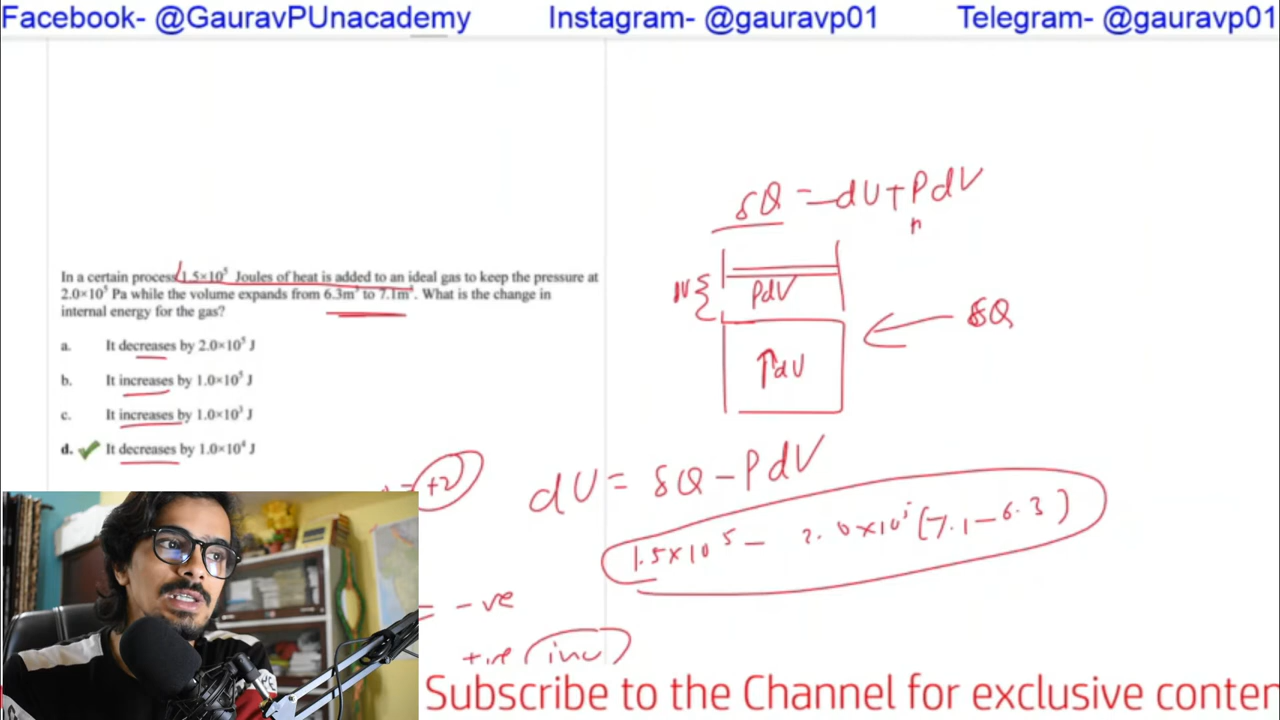 Facebook- @GauravPUnacademy Instagram- @gauravp01 Telegram- @gauravp01
δQ = dU + PdV
In a certain process 1.5×10⁵ Joules of heat is added to an ideal gas to keep the pressure at
2.0×10⁵ Pa while the volume expands from 6.3m³ to 7.1m³. What is the change in
internal energy for the gas?
a. It decreases by 2.0×10⁵ J
b. It increases by 1.0×10⁵ J
c. It increases by 1.0×10³ J
d. It decreases by 1.0×10⁴ J
PdV
δQ
↑dU
+2
dU = δQ - PdV
1.5×10⁵ - 2.0×10⁵ (7.1-6.3)
= -ve
+ve (inc)
Subscribe to the Channel for exclusive conten